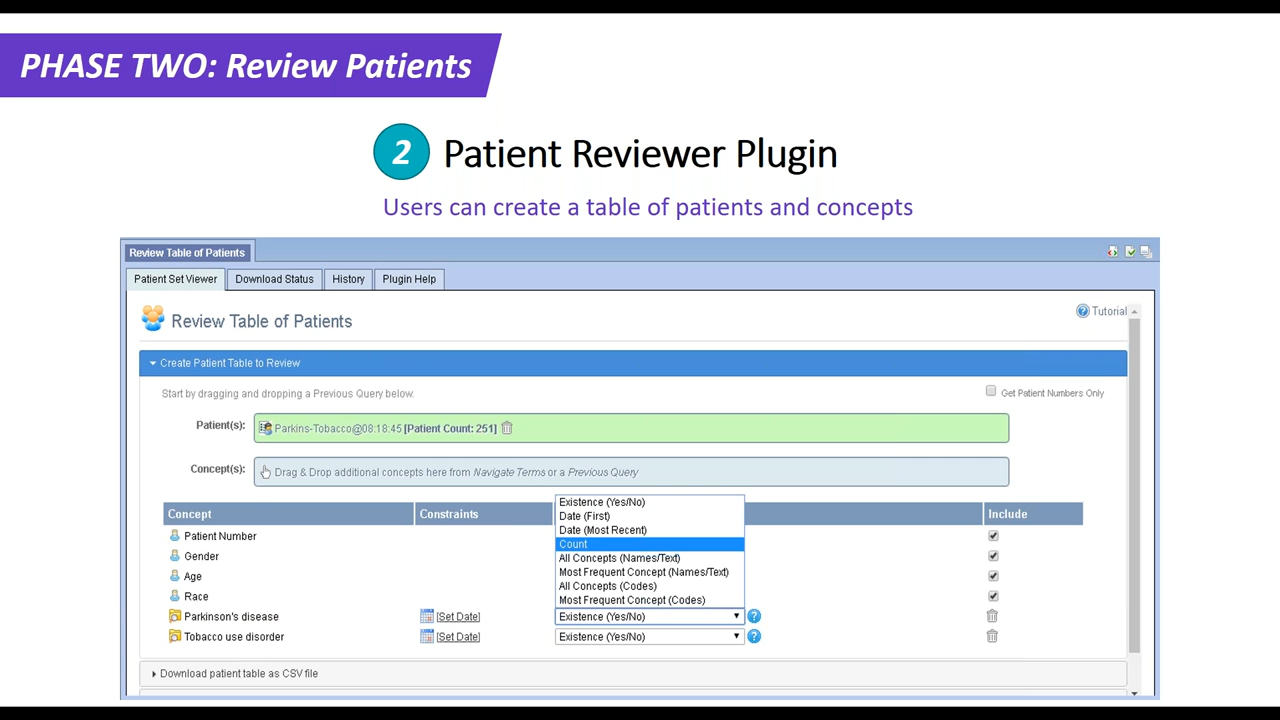 PHASE TWO: Review Patients
2 Patient Reviewer Plugin
Users can create a table of patients and concepts
Review Table of Patients
Patient Set Viewer Download Status History Plugin Help
Review Table of Patients
Tutorial
Create Patient Table to Review
Start by dragging and dropping a Previous Query below.
Get Patient Numbers Only
Patient(s): Parkins-Tobacco@08:18:45 [Patient Count: 251]
Concept(s): Drag & Drop additional concepts here from Navigate Terms or a Previous Query
Concept Constraints Include
Existence (Yes/No)
Date (First)
Date (Most Recent)
Count
All Concepts (Names/Text)
Most Frequent Concept (Names/Text)
All Concepts (Codes)
Most Frequent Concept (Codes)
Patient Number
Gender
Age
Race
Parkinson's disease [Set Date] Existence (Yes/No)
Tobacco use disorder [Set Date] Existence (Yes/No)
Download patient table as CSV file